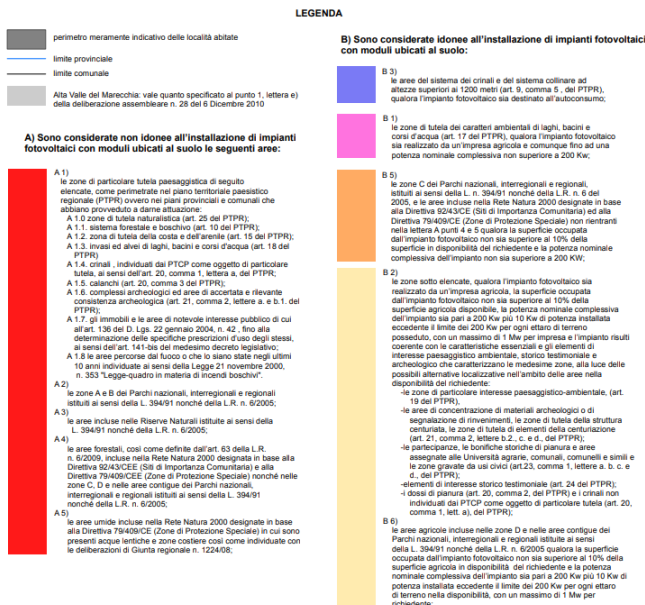 LEGENDA
perimetro meramente indicativo delle località abitate
limite provinciale
limite comunale
Alta Valle del Marecchia: vale quanto specificato al punto 1, lettera e)
della deliberazione assembleare n. 28 del 6 Dicembre 2010
A) Sono considerate non idonee all'installazione di impianti
fotovoltaici con moduli ubicati al suolo le seguenti aree:
A 1)
le zone di particolare tutela paesaggistica di seguito
elencate, come perimetrate nel piano territoriale paesistico
regionale (PTPR) ovvero nei piani provinciali e comunali che
abbiano provveduto a darne attuazione:
A 1.0 zone di tutela naturalistica (art. 25 del PTPR);
A 1.1. sistema forestale e boschivo (art. 10 del PTPR);
A 1.2. zona di tutela della costa e dell'arenile (art. 15 del PTPR);
A 1.3. invasi ed alvei di laghi, bacini e corsi d'acqua (art. 18 del
PTPR)
A 1.4. crinali , individuati dai PTCP come oggetto di particolare
tutela, ai sensi dell'art. 20, comma 1, lettera a, del PTPR;
A 1.5. calanchi (art. 20, comma 3 del PTPR);
A 1.6. complessi archeologici ed aree di accertata e rilevante
consistenza archeologica (art. 21, comma 2, lettere a. e b.1. del
PTPR);
A 1.7. gli immobili e le aree di notevole interesse pubblico di cui
all'art. 136 del D. Lgs. 22 gennaio 2004, n. 42 , fino alla
determinazione delle specifiche prescrizioni d'uso degli stessi,
ai sensi dell'art. 141-bis del medesimo decreto legislativo;
A 1.8 le aree percorse dal fuoco o che lo siano state negli ultimi
10 anni individuate ai sensi della Legge 21 novembre 2000,
n. 353 "Legge-quadro in materia di incendi boschivi".
A 2)
le zone A e B dei Parchi nazionali, interregionali e regionali
istituiti ai sensi della L. 394/91 nonché della L.R. n. 6/2005;
A 3)
le aree incluse nelle Riserve Naturali istituite ai sensi della
L. 394/91 nonché della L.R. n. 6/2005;
A 4)
le aree forestali, così come definite dall'art. 63 della L.R.
n. 6/2009, incluse nella Rete Natura 2000 designata in base alla
Direttiva 92/43/CEE (Siti di Importanza Comunitaria) e alla
Direttiva 79/409/CEE (Zone di Protezione Speciale) nonché nelle
zone C, D e nelle aree contigue dei Parchi nazionali,
interregionali e regionali istituiti ai sensi della L. 394/91
nonché della L.R. n. 6/2005;
A 5)
le aree umide incluse nella Rete Natura 2000 designate in base
alla Direttiva 79/409/CEE (Zone di Protezione Speciale) in cui sono
presenti acque lentiche e zone costiere così come individuate con
le deliberazioni di Giunta regionale n. 1224/08;
B) Sono considerate idonee all'installazione di impianti fotovoltaici
con moduli ubicati al suolo:
B 3)
le aree del sistema dei crinali e del sistema collinare ad
altezze superiori ai 1200 metri (art. 9, comma 5 , del PTPR),
qualora l'impianto fotovoltaico sia destinato all'autoconsumo;
B 1)
le zone di tutela dei caratteri ambientali di laghi, bacini e
corsi d'acqua (art. 17 del PTPR), qualora l'impianto fotovoltaico
sia realizzato da un'impresa agricola e comunque fino ad una
potenza nominale complessiva non superiore a 200 Kw;
B 5)
le zone C dei Parchi nazionali, interregionali e regionali,
istituiti ai sensi della L. n. 394/91 nonché della L.R. n. 6 del
2005, e le aree incluse nella Rete Natura 2000 designate in base
alla Direttiva 92/43/CE (Siti di Importanza Comunitaria) ed alla
Direttiva 79/409/CE (Zone di Protezione Speciale) non rientranti
nella lettera A punti 4 e 5 qualora la superficie occupata
dall'impianto fotovoltaico non sia superiore al 10% della
superficie in disponibilità del richiedente e la potenza nominale
complessiva dell'impianto non sia superiore a 200 KW;
B 2)
le zone sotto elencate, qualora l'impianto fotovoltaico sia
realizzato da un'impresa agricola, la superficie occupata
dall'impianto fotovoltaico non sia superiore al 10% della
superficie agricola disponibile, la potenza nominale complessiva
dell'impianto sia pari a 200 Kw più 10 Kw di potenza installata
eccedente il limite dei 200 Kw per ogni ettaro di terreno
posseduto, con un massimo di 1 Mw per impresa e l'impianto risulti
coerente con le caratteristiche essenziali e gli elementi di
interesse paesaggistico ambientale, storico testimoniale e
archeologico che caratterizzano le medesime zone, alla luce delle
possibili alternative localizzative nell'ambito delle aree nella
disponibilità del richiedente:
-le zone di particolare interesse paesaggistico-ambientale, (art.
19 del PTPR),
-le aree di concentrazione di materiali archeologici o di
segnalazione di rinvenimenti, le zone di tutela della struttura
centuriata, le zone di tutela di elementi della centuriazione
(art. 21, comma 2, lettere b.2., c. e d., del PTPR);
-le partecipanze, le bonifiche storiche di pianura e aree
assegnate alle Università agrarie, comunali, comunelli e simili e
le zone gravate da usi civici (art.23, comma 1, lettere a. b. c. e
d., del PTPR);
-elementi di interesse storico testimoniale (art. 24 del PTPR);
-i dossi di pianura (art. 20, comma 2, del PTPR) e i crinali non
individuati dai PTCP come oggetto di particolare tutela (art. 20,
comma 1, lett. a), del PTPR);
B 6)
le aree agricole incluse nelle zone D e nelle aree contigue dei
Parchi nazionali, interregionali e regionali istituite ai sensi
della L. 394/91 nonché della L.R. n. 6/2005 qualora la superficie
occupata dall'impianto fotovoltaico non sia superiore al 10% della
superficie agricola in disponibilità del richiedente e la potenza
nominale complessiva dell'impianto sia pari a 200 Kw più 10 Kw di
potenza installata eccedente il limite dei 200 Kw per ogni ettaro
di terreno nella disponibilità, con un massimo di 1 Mw per
richiedente;